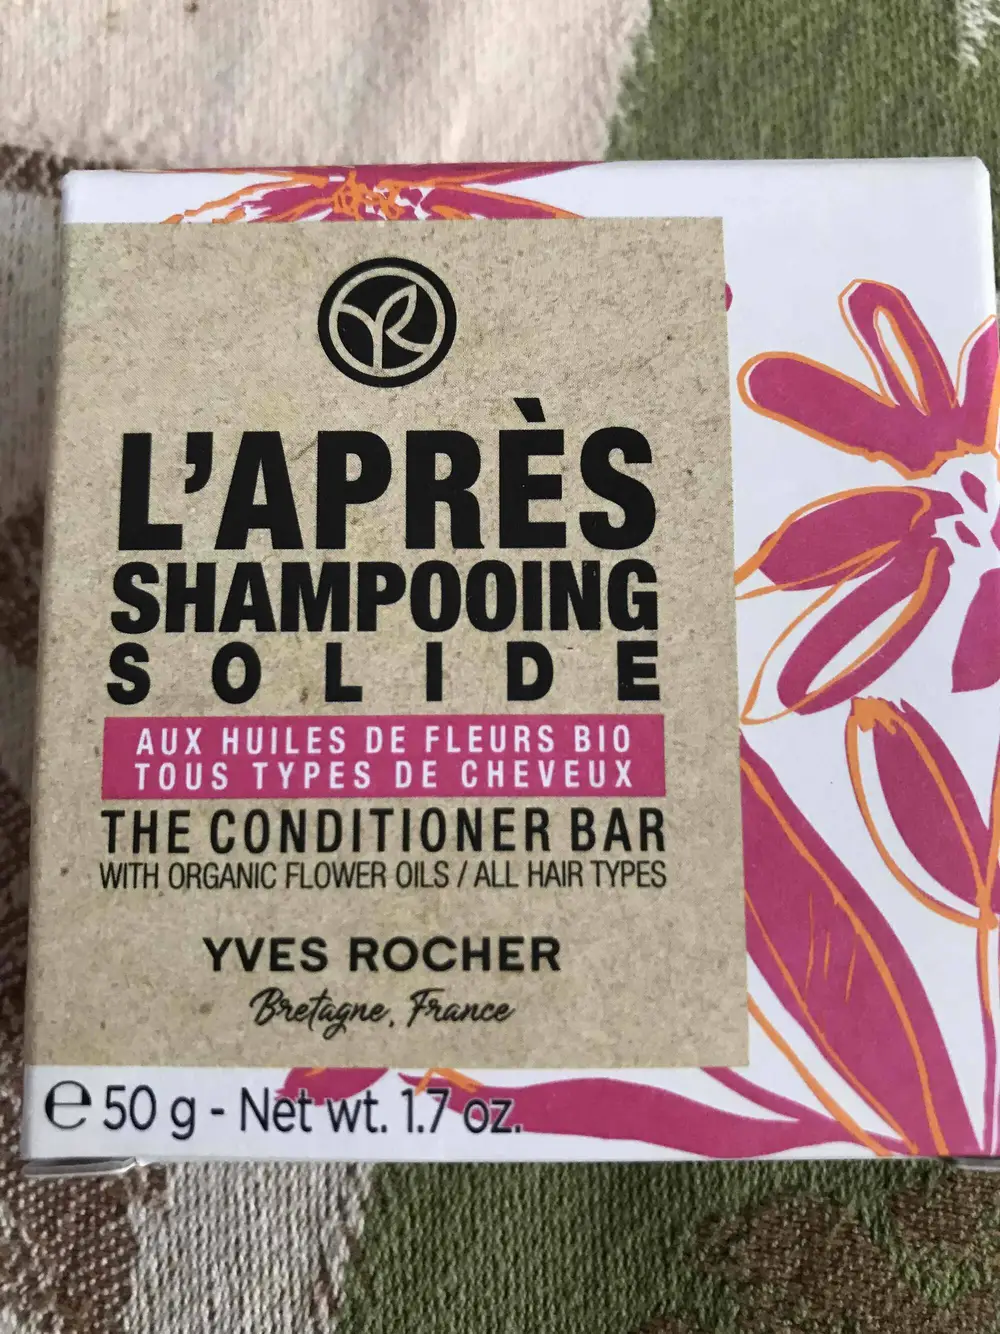 L'APRÈS
SHAMPOOING
SOLIDE
AUX HUILES DE FLEURS BIO
TOUS TYPES DE CHEVEUX
THE CONDITIONER BAR
WITH ORGANIC FLOWER OILS / ALL HAIR TYPES
YVES ROCHER
Bretagne, France
℮ 50 g - Net wt. 1.7 oz.